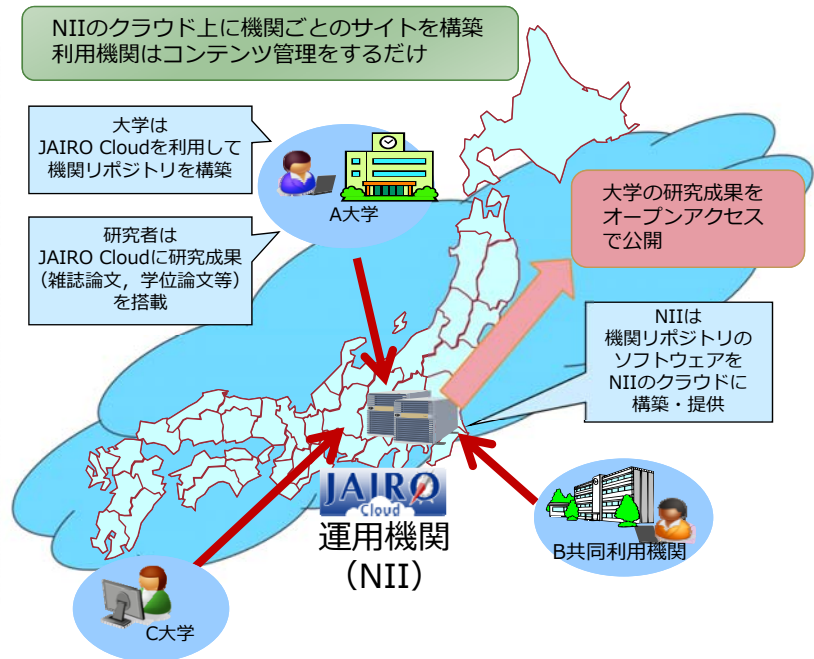 NIIのクラウド上に機関ごとのサイトを構築
利用機関はコンテンツ管理をするだけ
大学は
JAIRO Cloudを利用して
機関リポジトリを構築
A大学
大学の研究成果を
オープンアクセス
で公開
研究者は
JAIRO Cloudに研究成果
（雑誌論文，学位論文等）
を搭載
NIIは
機関リポジトリの
ソフトウェアを
NIIのクラウドに
構築・提供
JAIRO
Cloud
運用機関
（NII）
B共同利用機関
C大学